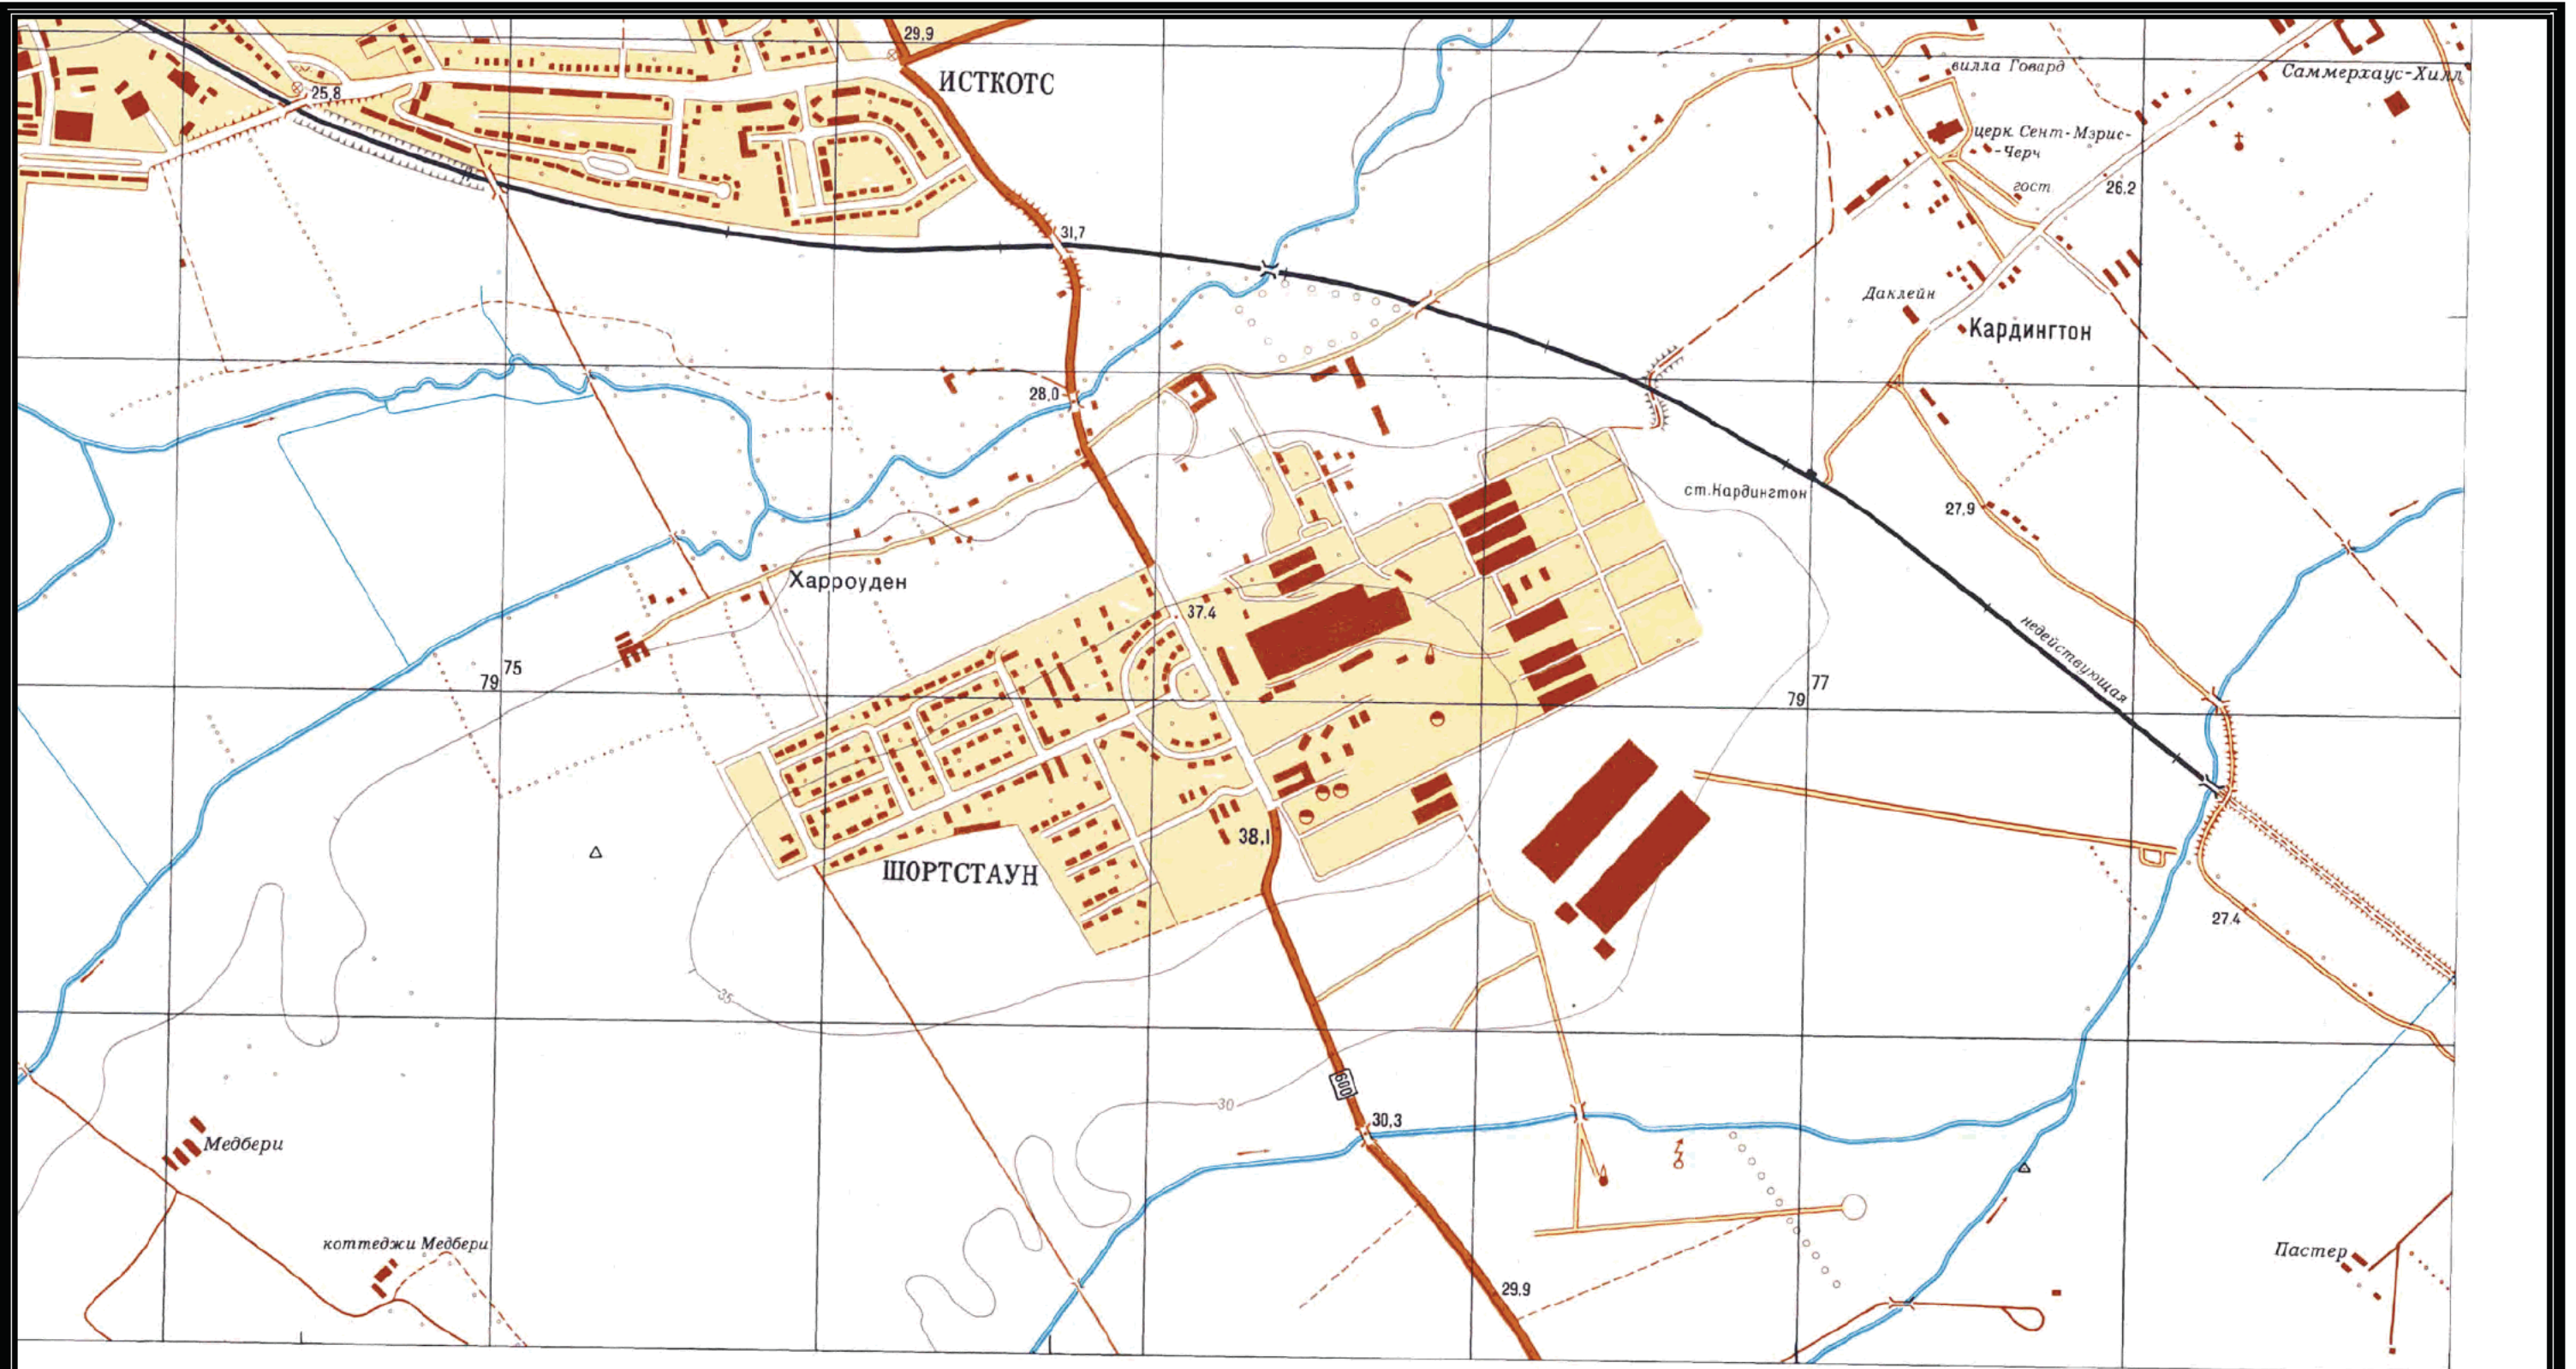 29,9
ИСТКОТС
вилла Говард
Саммерхаус-Хилл
25,8
церк. Сент-Мэрис-
-Черч
гост.
26,2
31,7
Даклейн
Кардингтон
28,0
ст.Кардингтон
27,9
Харроуден
37,4
недействующая
75
79
77
79
38,1
ШОРТСТАУН
27,4
35
600
30
30,3
Медбери
коттеджи Медбери
Пастер
29,9